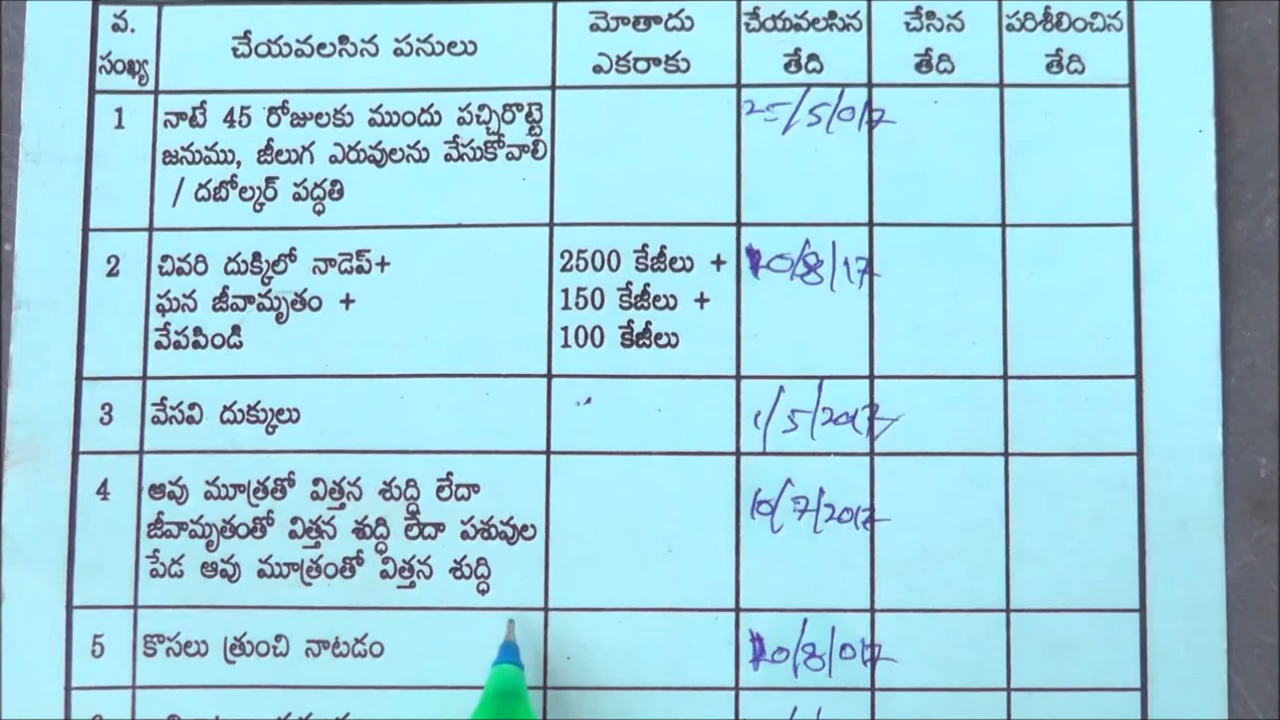 వ. సంఖ్య
చేయవలసిన పనులు
మోతాదు ఎకరాకు
చేయవలసిన తేది
చేసిన తేది
పరిశీలించిన తేది
1
నాటే 45 రోజులకు ముందు పచ్చిరొట్టె
జనుము, జీలుగ ఎరువులను వేసుకోవాలి
/ దబోల్కర్ పద్ధతి
25/5/017
2
చివరి దుక్కిలో నాడెప్+
ఘన జీవామృతం +
వేపపిండి
2500 కేజీలు +
150 కేజీలు +
100 కేజీలు
10/8/17
3
వేసవి దుక్కులు
1/5/2017
4
ఆవు మూత్రతో విత్తన శుద్ధి లేదా
జీవామృతంతో విత్తన శుద్ధి లేదా పశువుల
పేడ ఆవు మూత్రంతో విత్తన శుద్ధి
10/7/2017
5
కొసలు త్రుంచి నాటడం
10/8/017